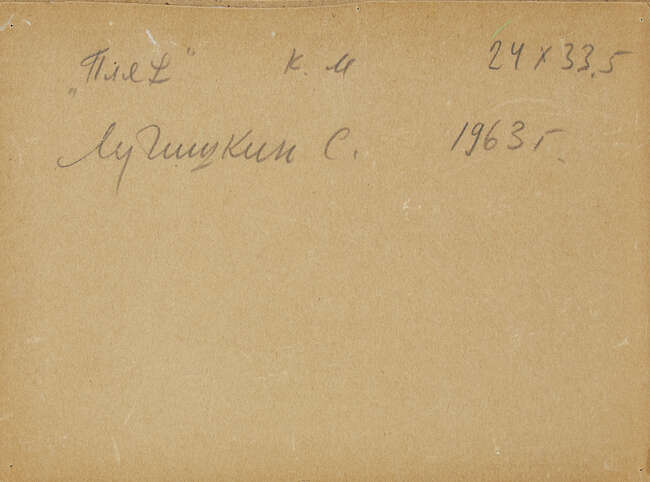 „Пляж" к. м 24 х 33,5
Лучишкин С. 1963 г.